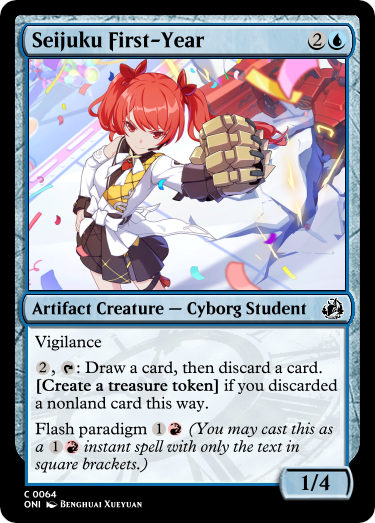 Seijuku First-Year 2
Artifact Creature — Cyborg Student
Vigilance
2, : Draw a card, then discard a card.
[Create a treasure token] if you discarded
a nonland card this way.
Flash paradigm 1 (You may cast this as
a 1 instant spell with only the text in
square brackets.)
1/4
C 0064
ONI Benghuai Xueyuan